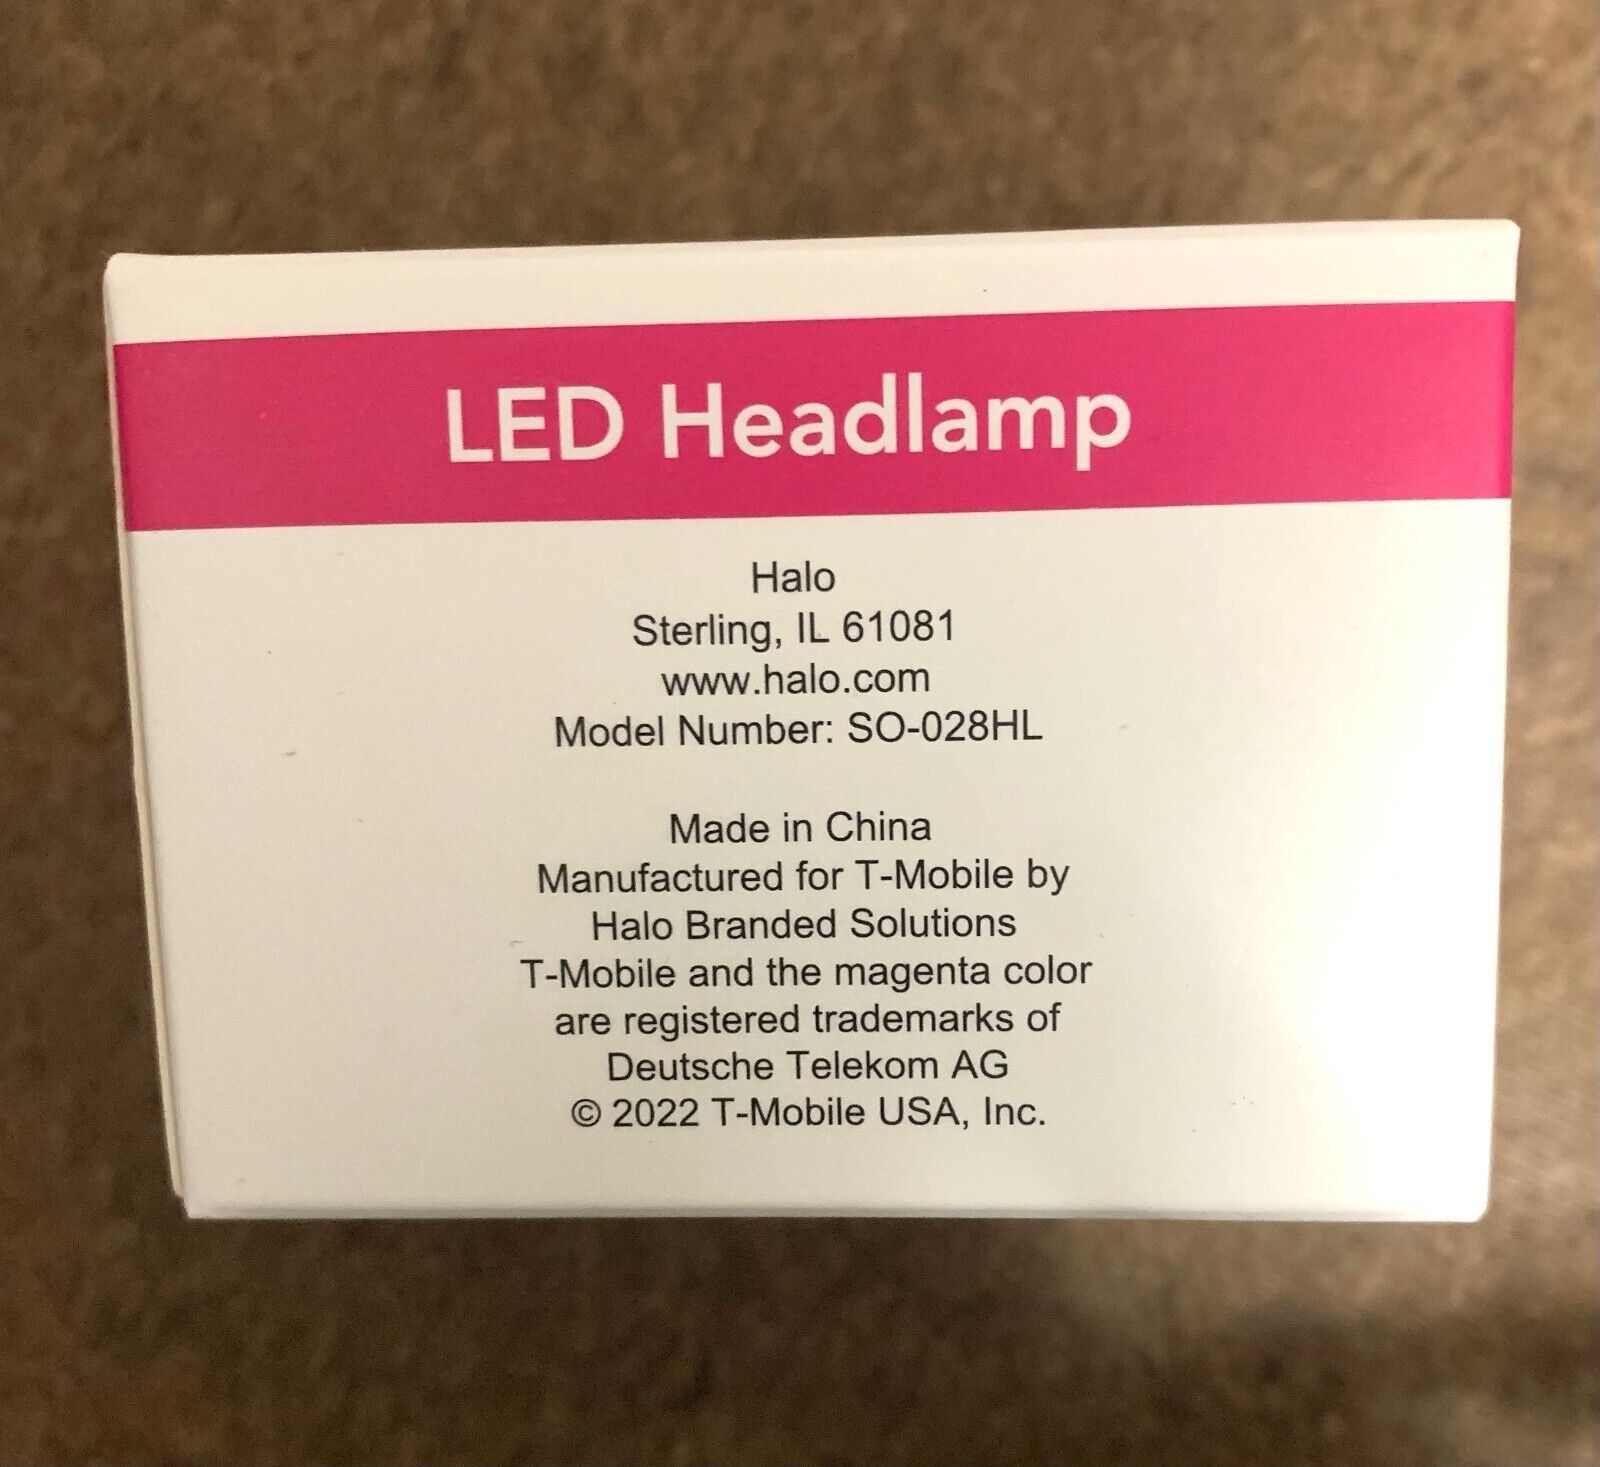 LED Headlamp
Halo
Sterling, IL 61081
www.halo.com
Model Number: SO-028HL
Made in China
Manufactured for T-Mobile by
Halo Branded Solutions
T-Mobile and the magenta color
are registered trademarks of
Deutsche Telekom AG
© 2022 T-Mobile USA, Inc.